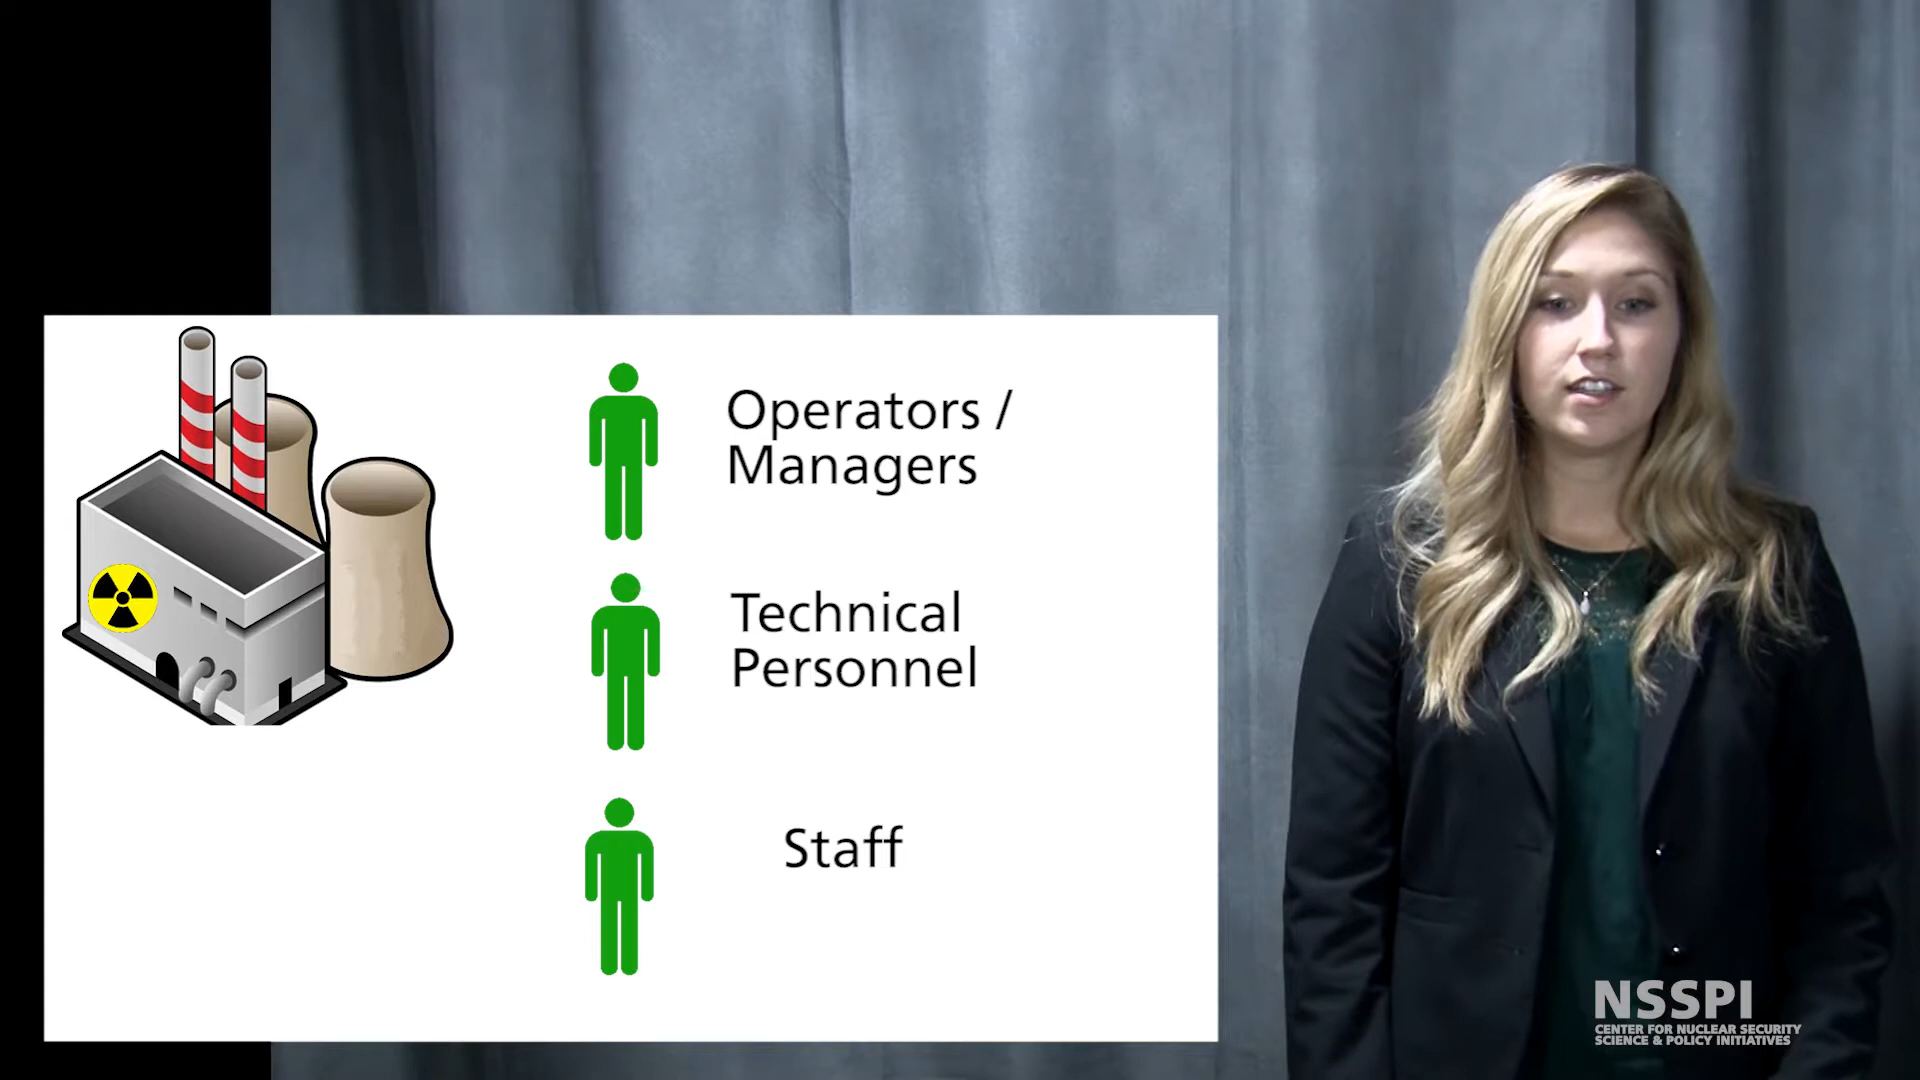 Operators /
Managers
Technical
Personnel
Staff
NSSPI
CENTER FOR NUCLEAR SECURITY
SCIENCE & POLICY INITIATIVES